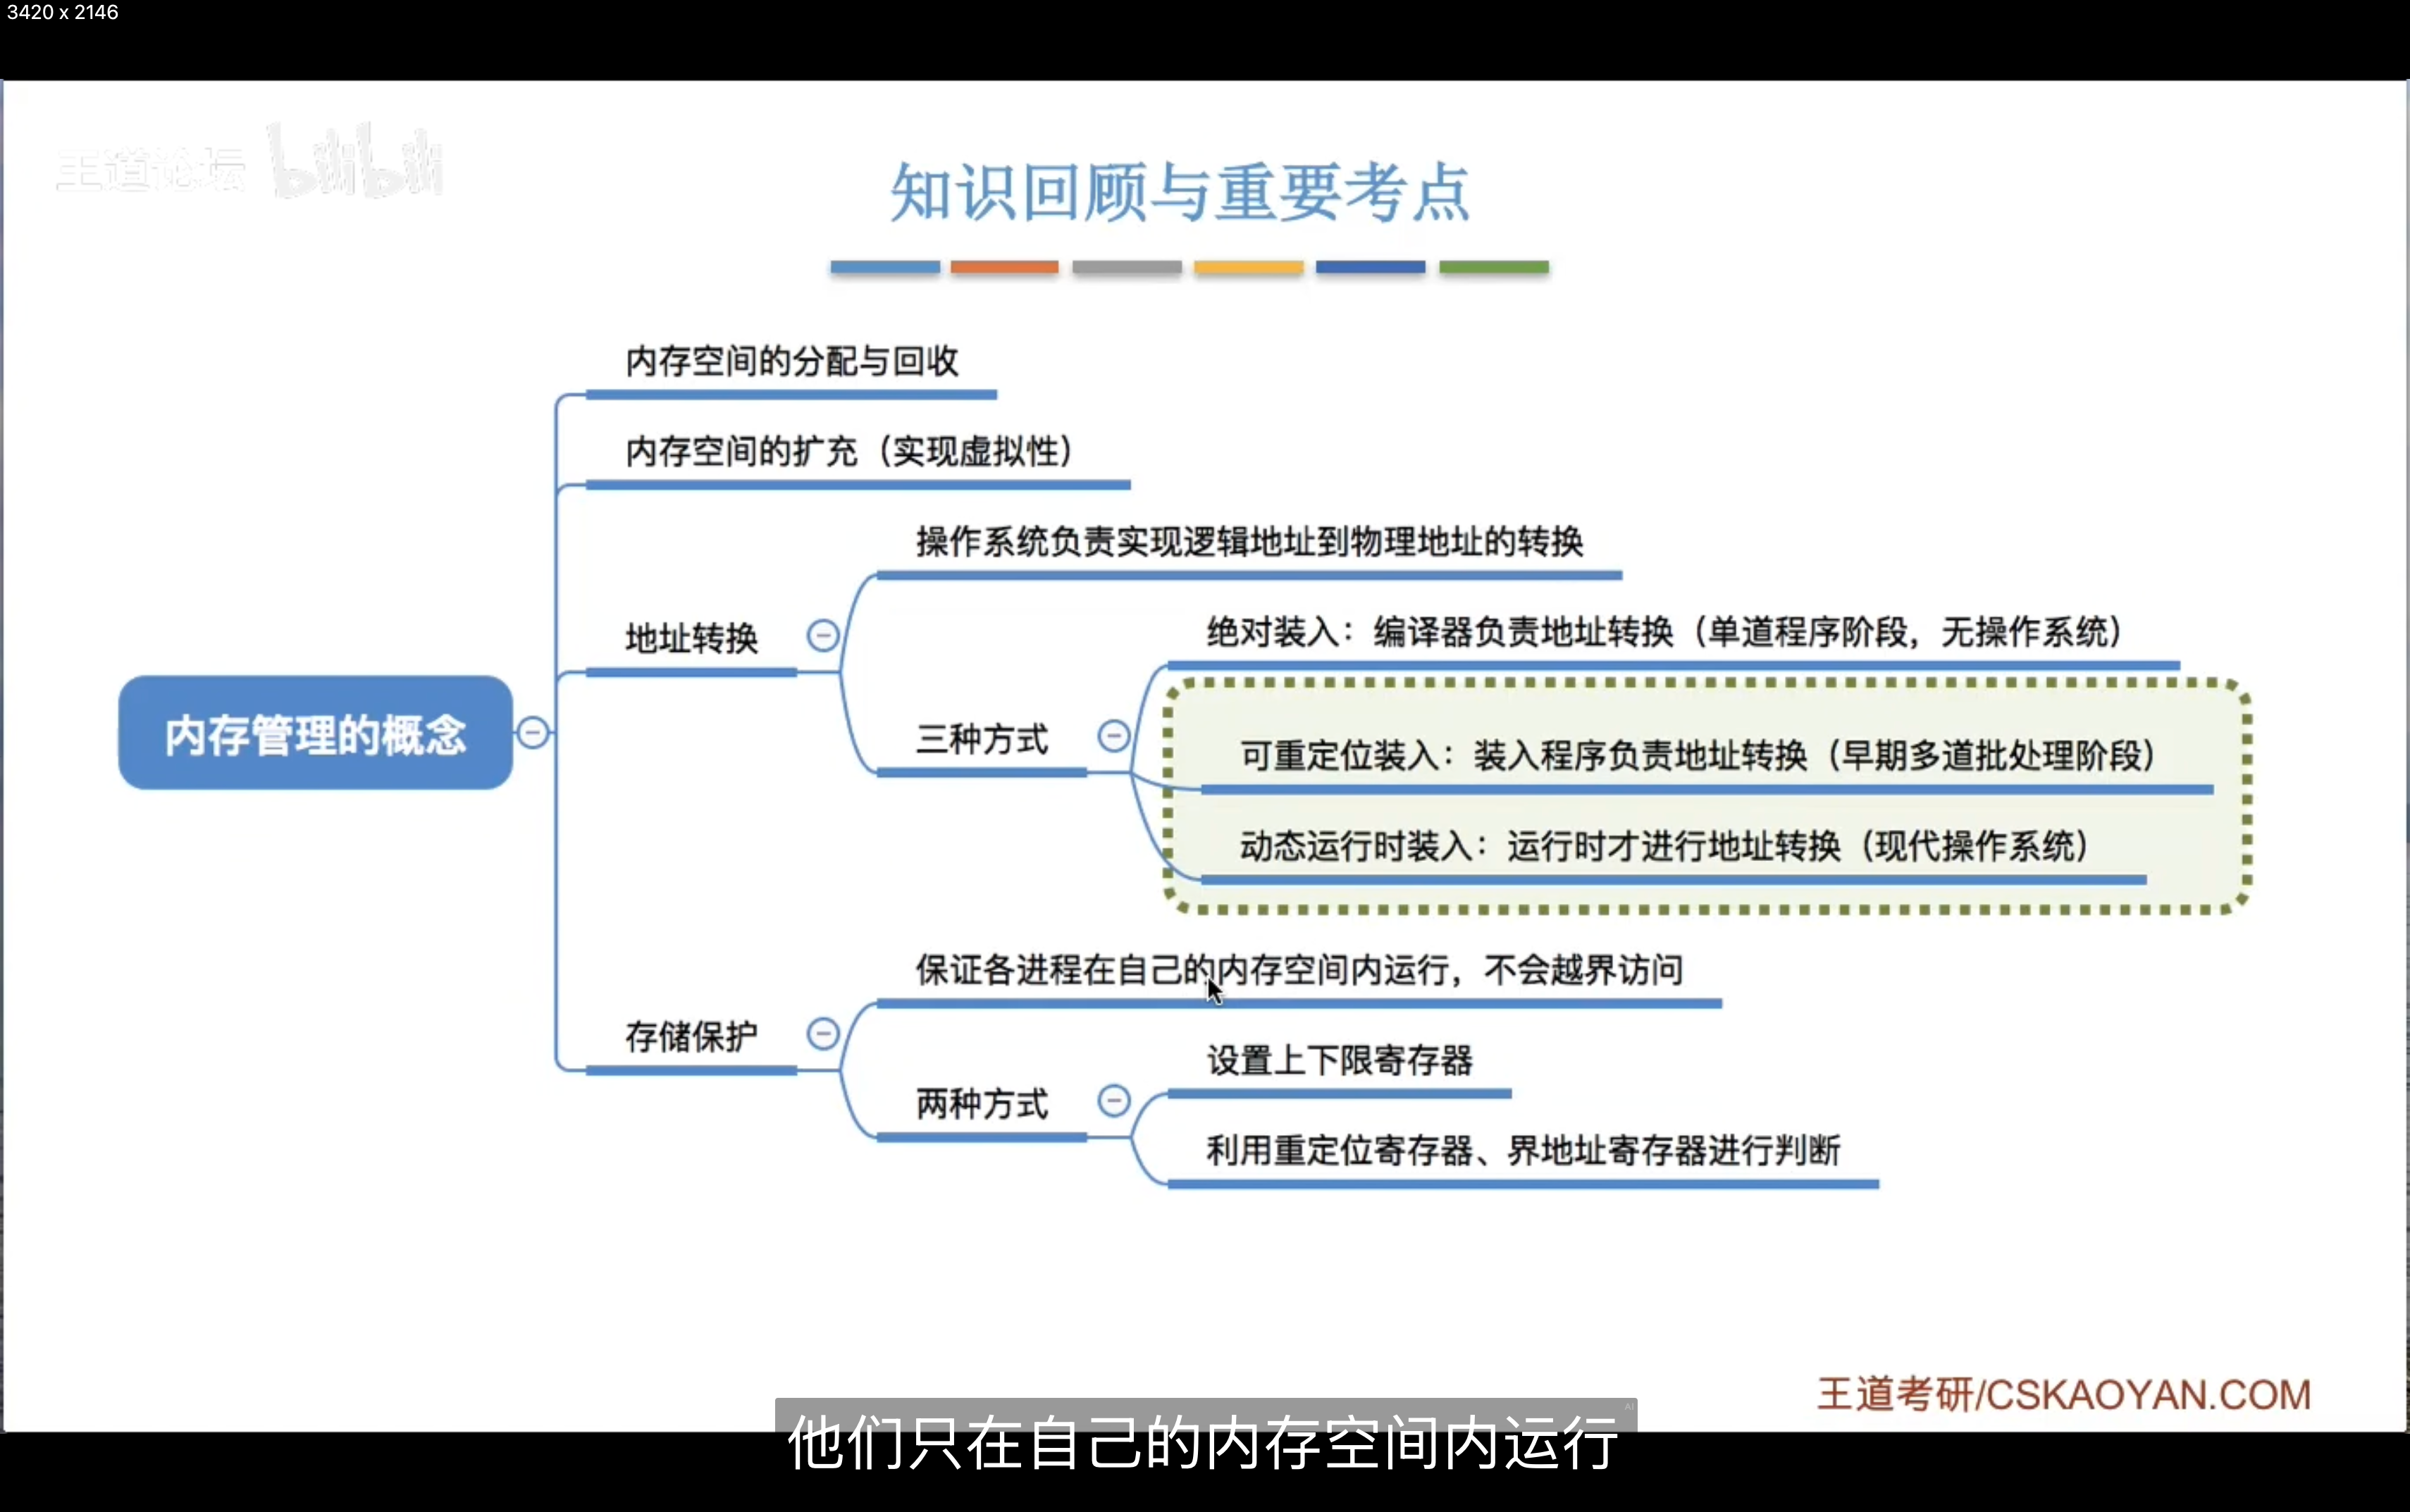 3420 x 2146
王道论坛 bilibili
知识回顾与重要考点
内存空间的分配与回收
内存空间的扩充（实现虚拟性）
操作系统负责实现逻辑地址到物理地址的转换
地址转换
绝对装入：编译器负责地址转换（单道程序阶段，无操作系统）
三种方式
可重定位装入：装入程序负责地址转换（早期多道批处理阶段）
动态运行时装入：运行时才进行地址转换（现代操作系统）
内存管理的概念
保证各进程在自己的内存空间内运行，不会越界访问
存储保护
设置上下限寄存器
两种方式
利用重定位寄存器、界地址寄存器进行判断
王道考研/CSKAOYAN.COM
AI
他们只在自己的内存空间内运行